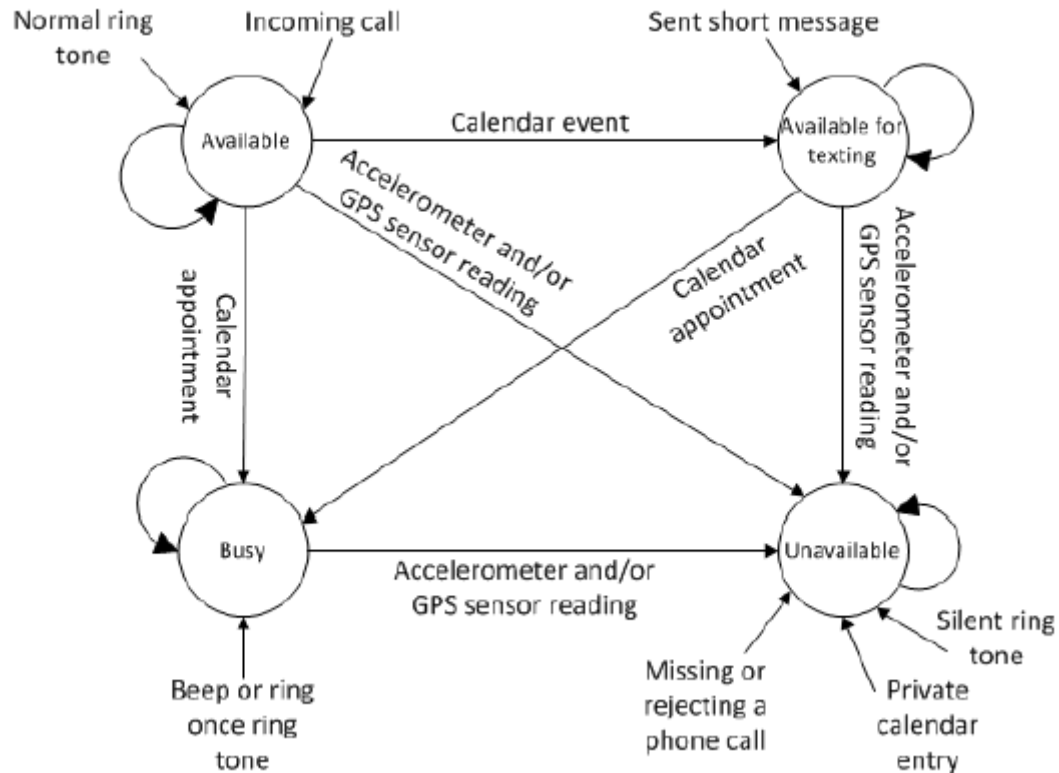 Normal ring
tone
Incoming call
Sent short message
Available
Calendar event
Available for
texting
Accelerometer and/or
GPS sensor reading
Calendar
appointment
Accelerometer and/or
GPS sensor reading
Calendar
appointment
Busy
Accelerometer and/or
GPS sensor reading
Unavailable
Beep or ring
once ring
tone
Missing or
rejecting a
phone call
Private
calendar
entry
Silent ring
tone